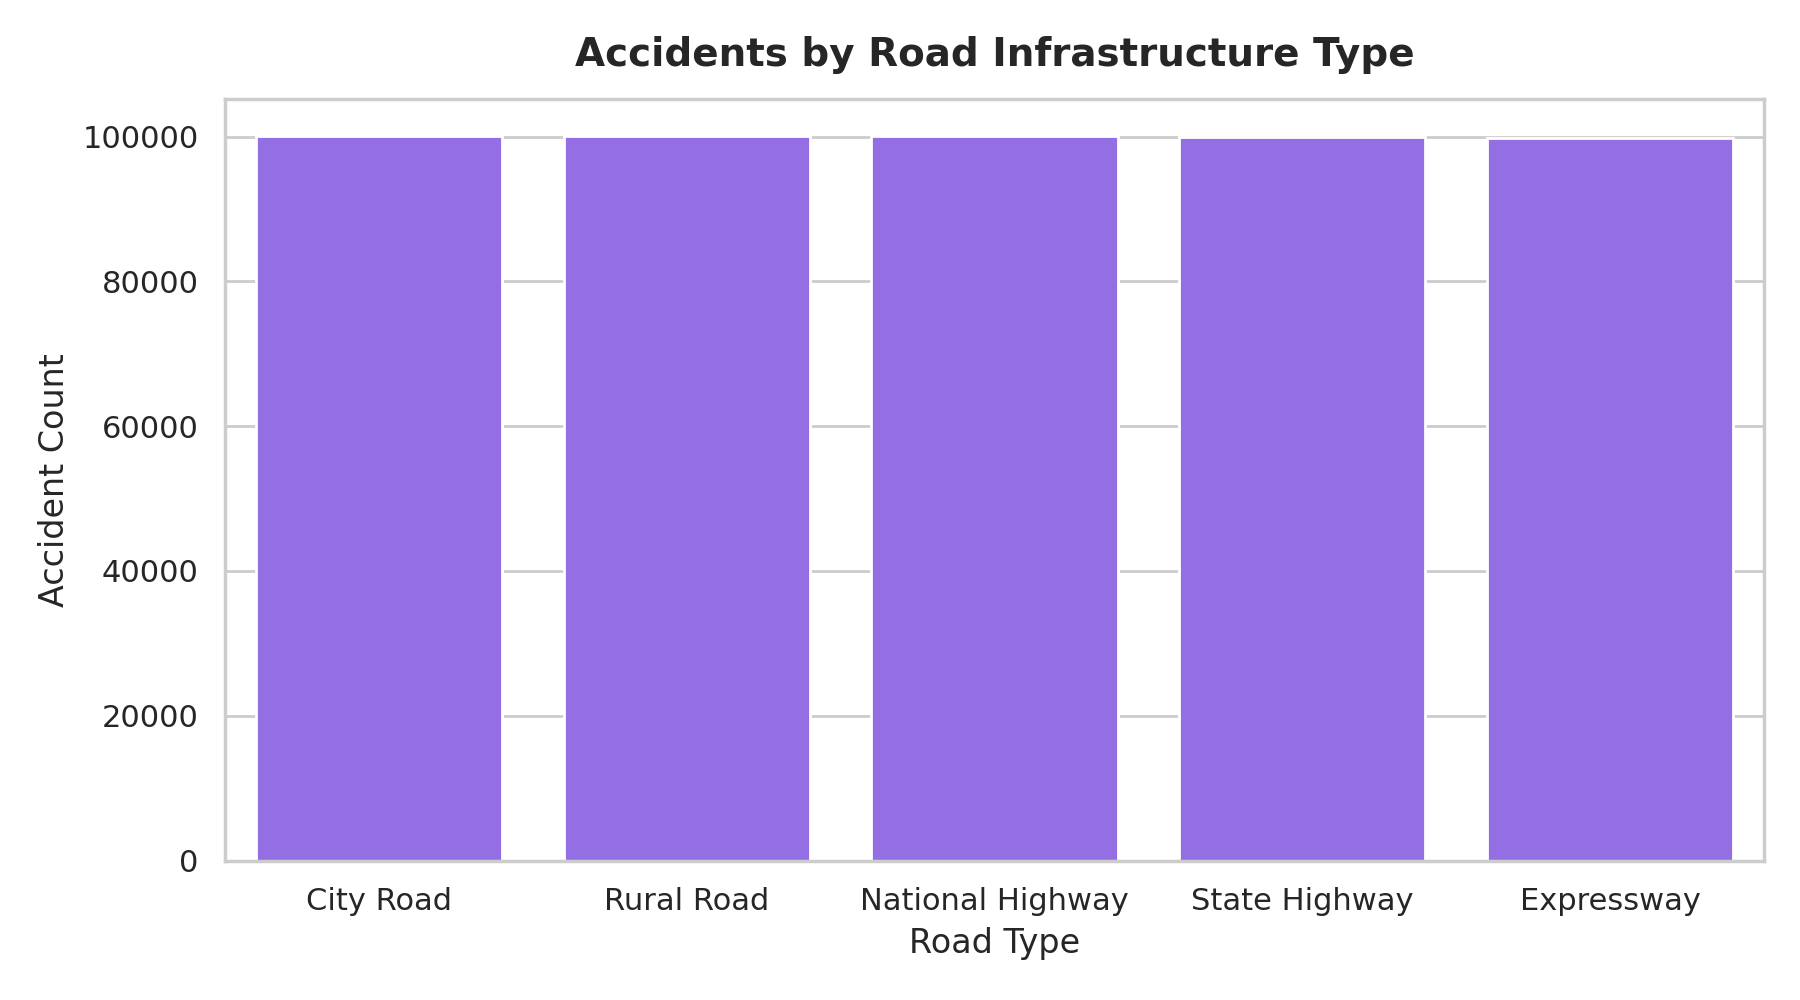 Accidents by Road Infrastructure Type
Accident Count
100000
80000
60000
40000
20000
0
City Road
Rural Road
National Highway
State Highway
Expressway
Road Type